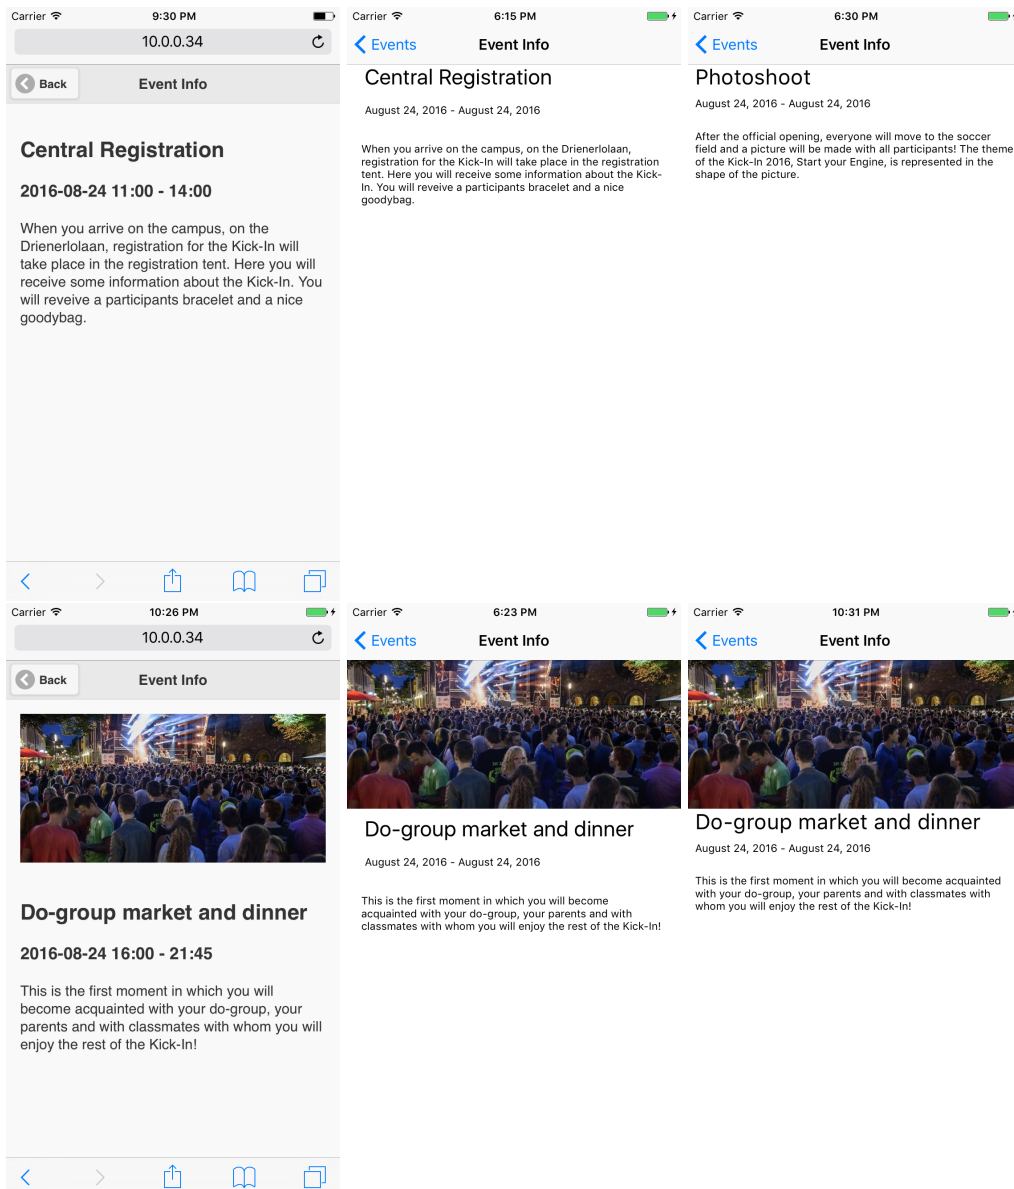 Carrier 9:30 PM
10.0.0.34
Back Event Info
Central Registration
2016-08-24 11:00 - 14:00
When you arrive on the campus, on the
Drienerlolaan, registration for the Kick-In will
take place in the registration tent. Here you will
receive some information about the Kick-In. You
will reveive a participants bracelet and a nice
goodybag.
Carrier 6:15 PM
Events Event Info
Central Registration
August 24, 2016 - August 24, 2016
When you arrive on the campus, on the Drienerlolaan,
registration for the Kick-In will take place in the registration
tent. Here you will receive some information about the Kick-
In. You will reveive a participants bracelet and a nice
goodybag.
Carrier 6:30 PM
Events Event Info
Photoshoot
August 24, 2016 - August 24, 2016
After the official opening, everyone will move to the soccer
field and a picture will be made with all participants! The theme
of the Kick-In 2016, Start your Engine, is represented in the
shape of the picture.
Carrier 10:26 PM
10.0.0.34
Back Event Info
Do-group market and dinner
2016-08-24 16:00 - 21:45
This is the first moment in which you will
become acquainted with your do-group, your
parents and with classmates with whom you will
enjoy the rest of the Kick-In!
Carrier 6:23 PM
Events Event Info
Do-group market and dinner
August 24, 2016 - August 24, 2016
This is the first moment in which you will become
acquainted with your do-group, your parents and with
classmates with whom you will enjoy the rest of the Kick-In!
Carrier 10:31 PM
Events Event Info
Do-group market and dinner
August 24, 2016 - August 24, 2016
This is the first moment in which you will become acquainted
with your do-group, your parents and with classmates with
whom you will enjoy the rest of the Kick-In!